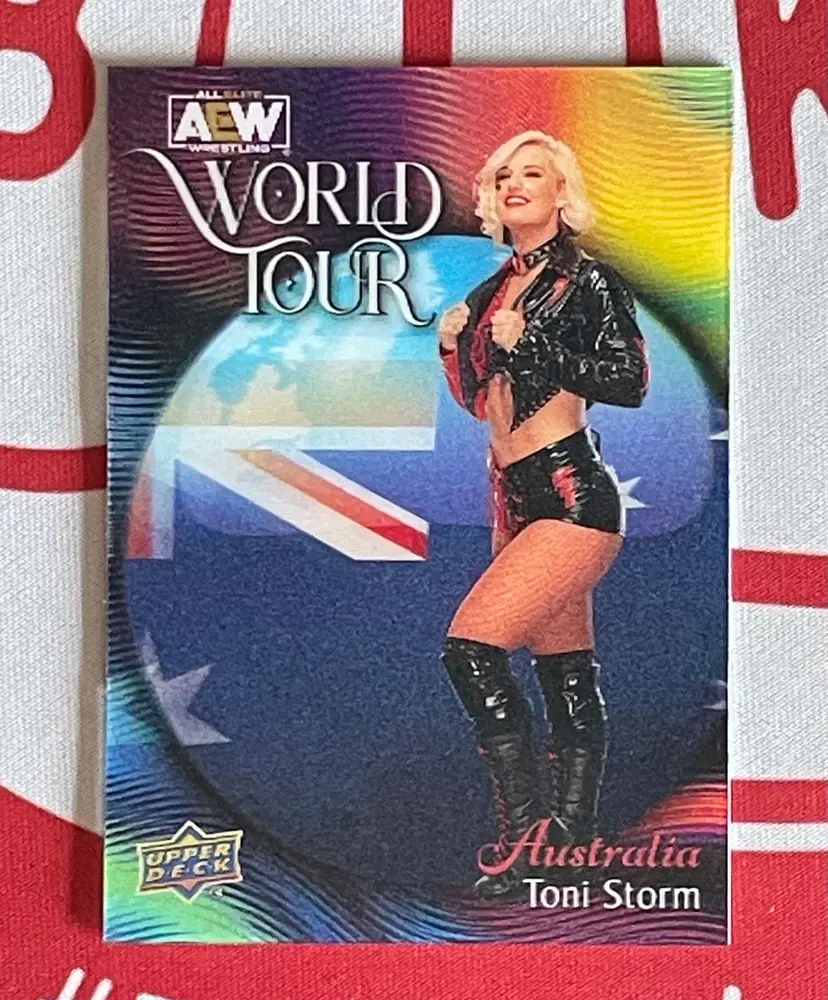 ALL ELITE
AEW
WRESTLING
WORLD
TOUR
UPPER
DECK
Australia
Toni Storm